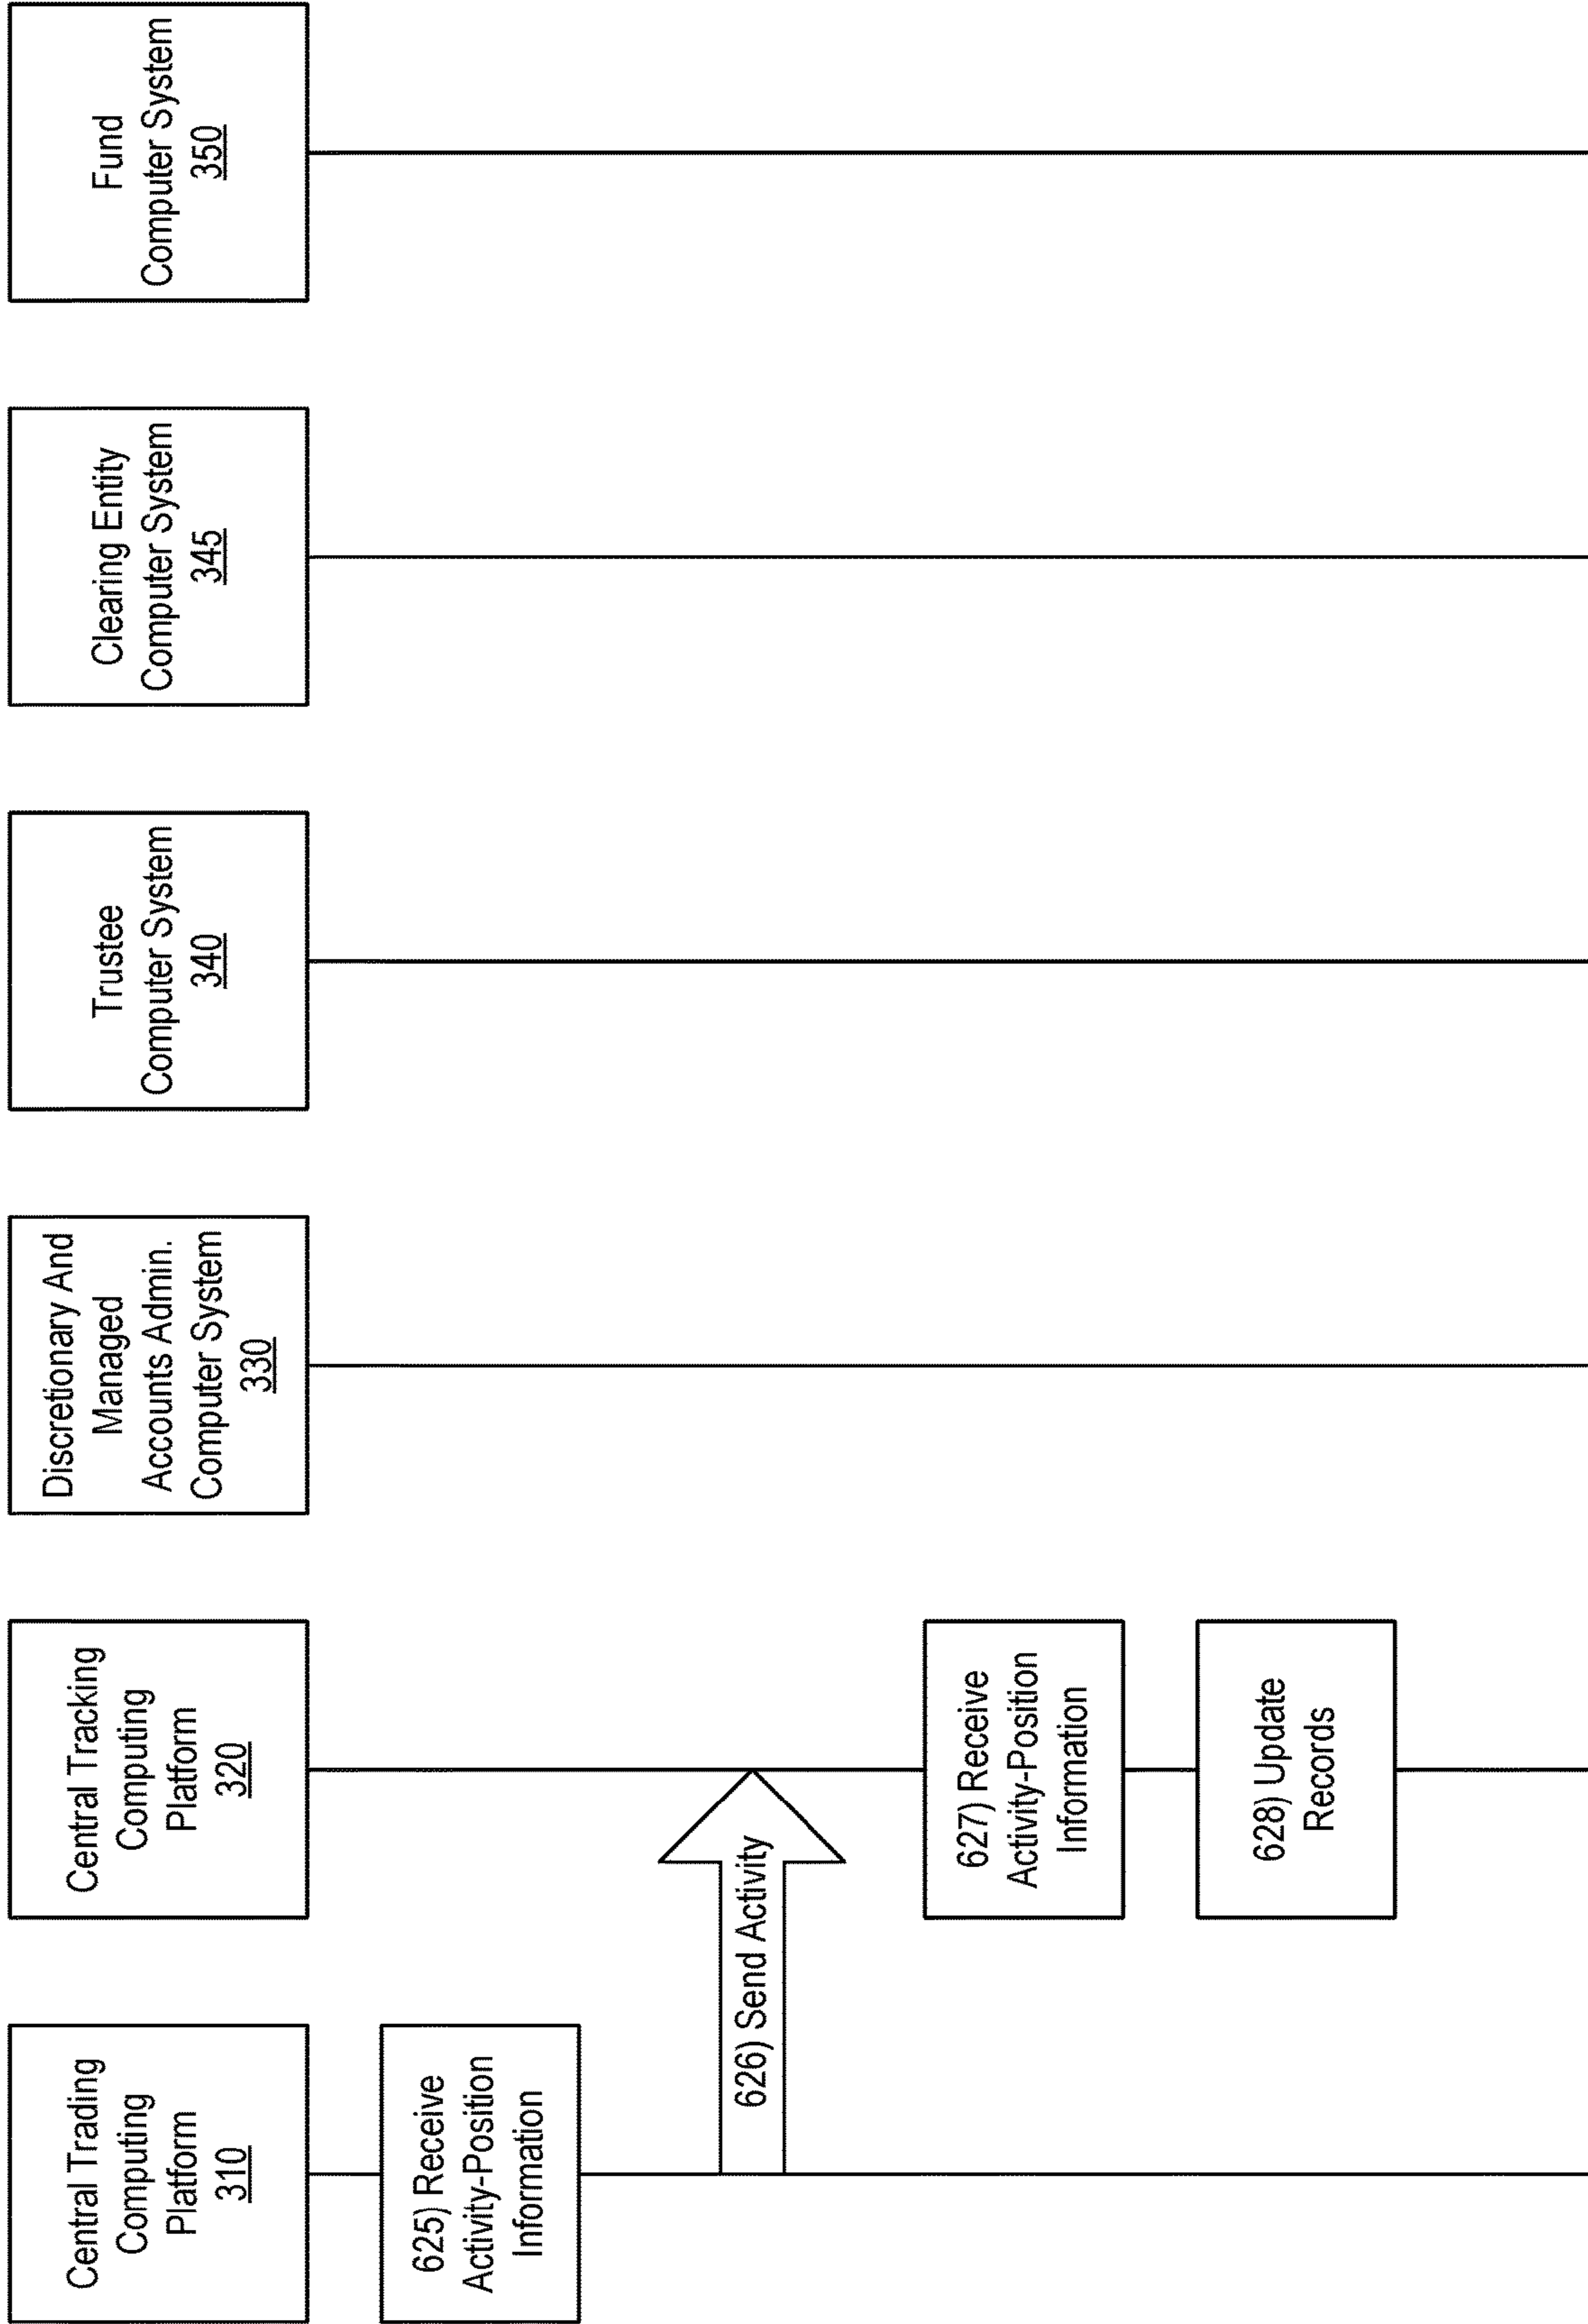 Central Trading
Computing
Platform
310
Central Tracking
Computing
Platform
320
Discretionary And
Managed
Accounts Admin.
Computer System
330
Trustee
Computer System
340
Clearing Entity
Computer System
345
Fund
Computer System
350
625) Receive
Activity-Position
Information
626) Send Activity
627) Receive
Activity-Position
Information
628) Update
Records